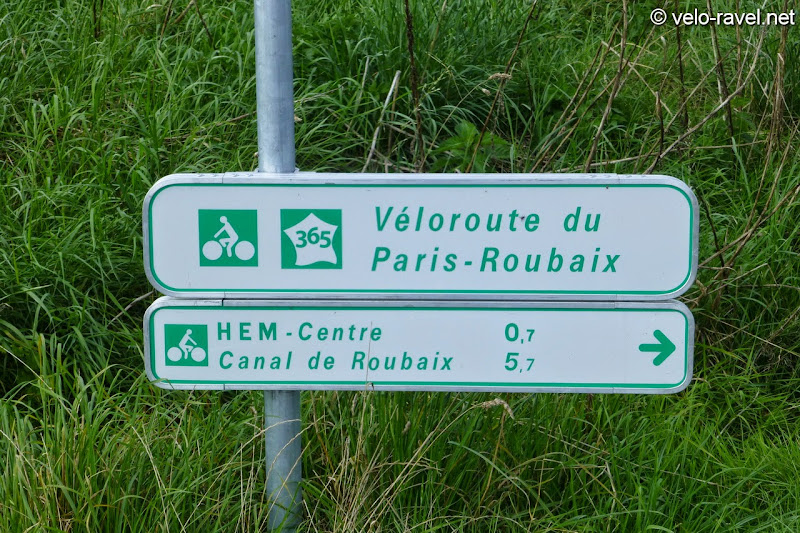 © velo-ravel.net
365
Véloroute du
Paris-Roubaix
HEM-Centre 0,7
Canal de Roubaix 5,7